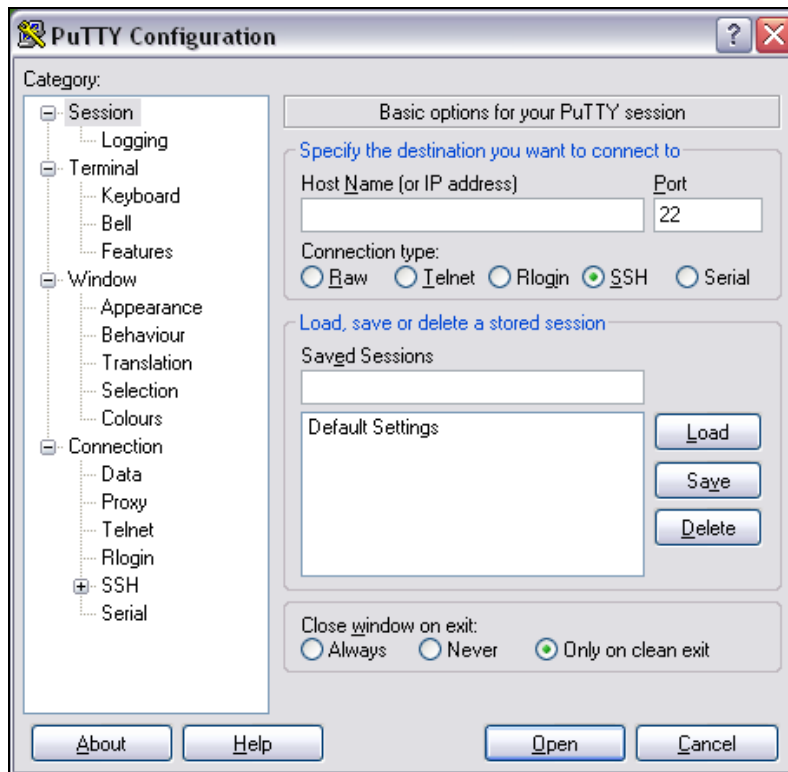 PuTTY Configuration
Category:
Session
Logging
Terminal
Keyboard
Bell
Features
Window
Appearance
Behaviour
Translation
Selection
Colours
Connection
Data
Proxy
Telnet
Rlogin
SSH
Serial
Basic options for your PuTTY session
Specify the destination you want to connect to
Host Name (or IP address) Port
22
Connection type:
Raw Telnet Rlogin SSH Serial
Load, save or delete a stored session
Saved Sessions
Default Settings
Load
Save
Delete
Close window on exit:
Always Never Only on clean exit
About Help Open Cancel